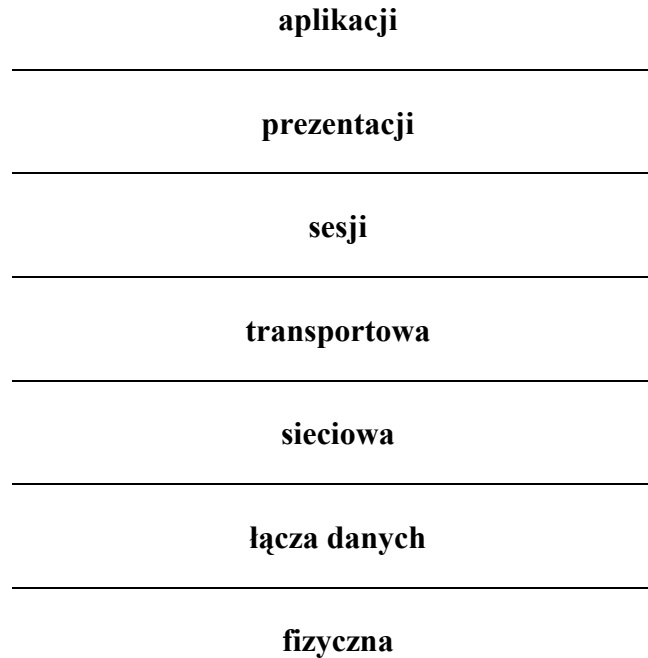 aplikacji
prezentacji
sesji
transportowa
sieciowa
łącza danych
fizyczna